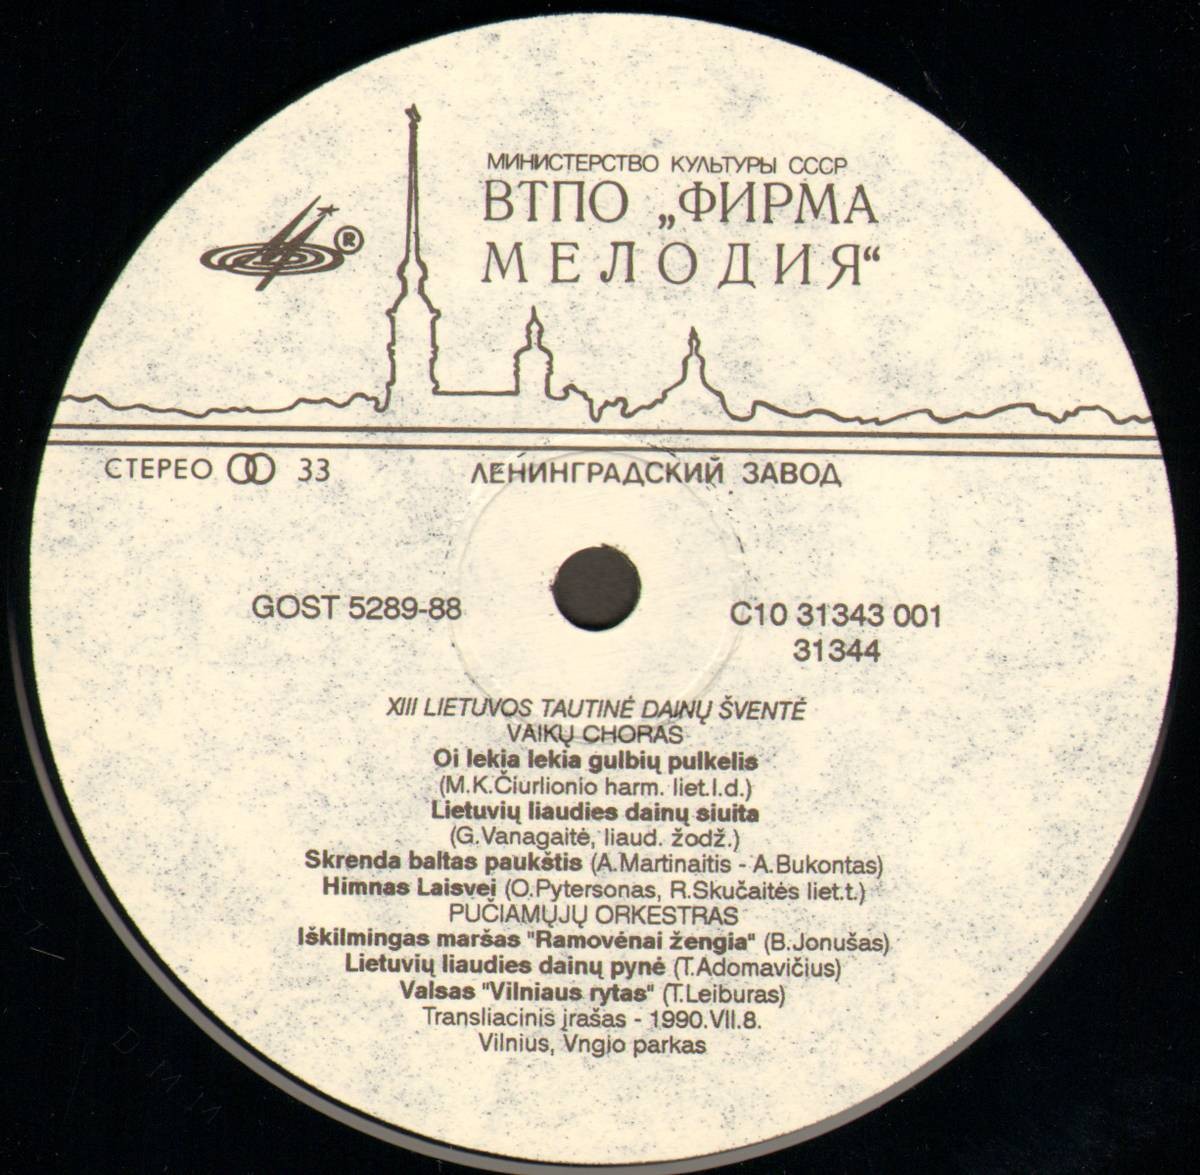 МИНИСТЕРСТВО КУЛЬТУРЫ СССР
ВТПО „ФИРМА
МЕЛОДИЯ“
®
СТЕРЕО 33
ЛЕНИНГРАДСКИЙ ЗАВОД
GOST 5289-88
C10 31343 001
31344
XIII LIETUVOS TAUTINĖ DAINŲ ŠVENTĖ
VAIKŲ CHORAS
Oi lekia lekia gulbių pulkelis
(M.K.Čiurlionio harm. liet.l.d.)
Lietuvių liaudies dainų siuita
(G.Vanagaitė, liaud. žodž.)
Skrenda baltas paukštis (A.Martinaitis - A.Bukontas)
Himnas Laisvei (O.Pytersonas, R.Skučaitės liet.t.)
PUČIAMŲJŲ ORKESTRAS
Iškilmingas maršas "Ramovėnai žengia" (B.Jonušas)
Lietuvių liaudies dainų pynė (T.Adomavičius)
Valsas "Vilniaus rytas" (T.Leiburas)
Transliacinis įrašas - 1990.VII.8.
Vilnius, Vngio parkas